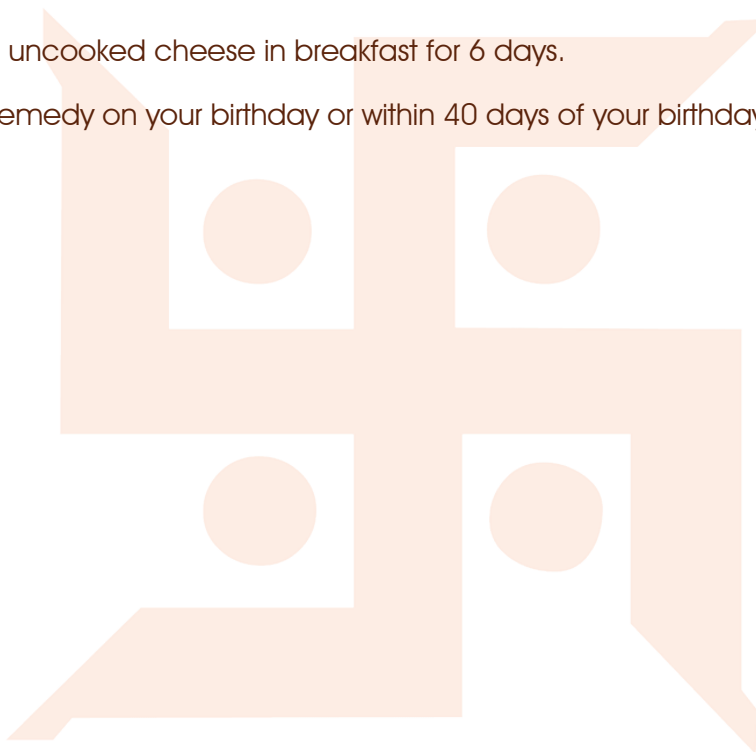 uncooked cheese in breakfast for 6 days.
emedy on your birthday or within 40 days of your birthday